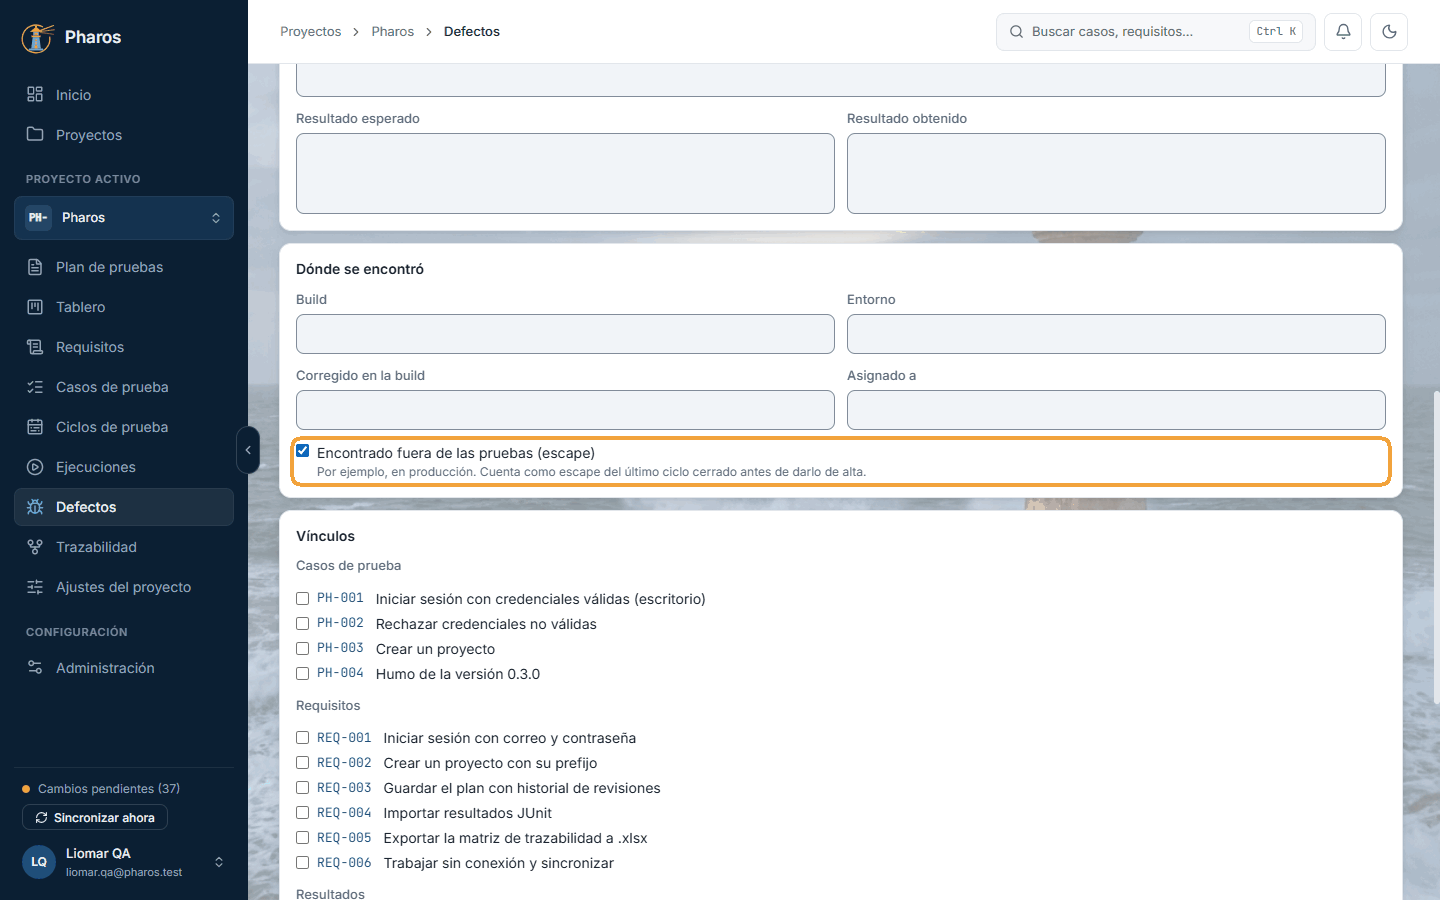 Pharos
Inicio
Proyectos
PROYECTO ACTIVO
PH-
Pharos
Plan de pruebas
Tablero
Requisitos
Casos de prueba
Ciclos de prueba
Ejecuciones
Defectos
Trazabilidad
Ajustes del proyecto
CONFIGURACIÓN
Administración
Cambios pendientes (37)
Sincronizar ahora
LQ
Liomar QA
liomar.qa@pharos.test
Proyectos > Pharos > Defectos
Buscar casos, requisitos...
Ctrl K
Resultado esperado
Resultado obtenido
Dónde se encontró
Build
Entorno
Corregido en la build
Asignado a
Encontrado fuera de las pruebas (escape)
Por ejemplo, en producción. Cuenta como escape del último ciclo cerrado antes de darlo de alta.
Vínculos
Casos de prueba
PH-001 Iniciar sesión con credenciales válidas (escritorio)
PH-002 Rechazar credenciales no válidas
PH-003 Crear un proyecto
PH-004 Humo de la versión 0.3.0
Requisitos
REQ-001 Iniciar sesión con correo y contraseña
REQ-002 Crear un proyecto con su prefijo
REQ-003 Guardar el plan con historial de revisiones
REQ-004 Importar resultados JUnit
REQ-005 Exportar la matriz de trazabilidad a .xlsx
REQ-006 Trabajar sin conexión y sincronizar
Resultados